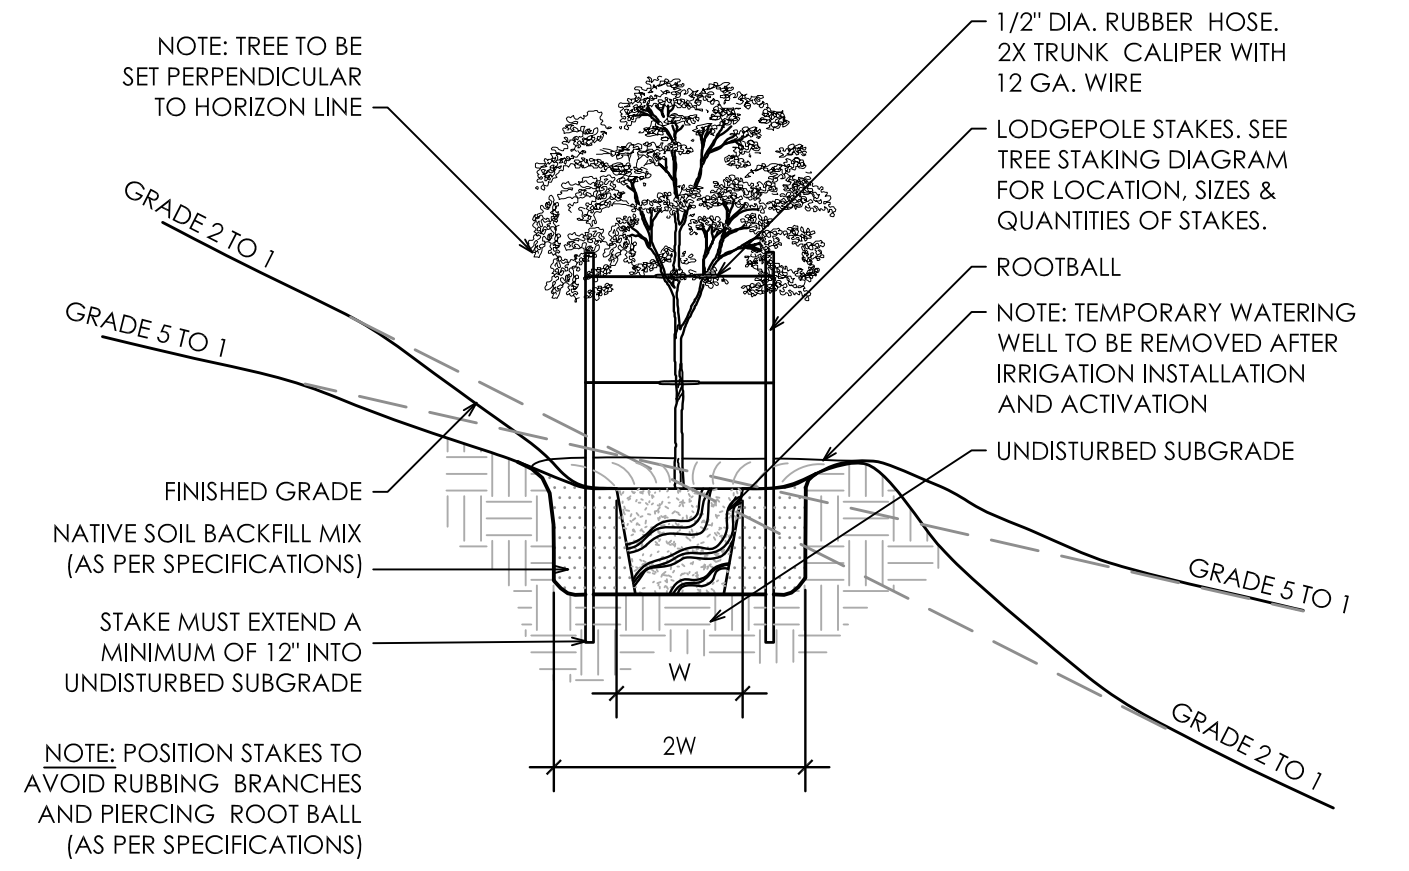 NOTE: TREE TO BE
SET PERPENDICULAR
TO HORIZON LINE
GRADE 2 TO 1
GRADE 5 TO 1
FINISHED GRADE
NATIVE SOIL BACKFILL MIX
(AS PER SPECIFICATIONS)
STAKE MUST EXTEND A
MINIMUM OF 12" INTO
UNDISTURBED SUBGRADE
NOTE: POSITION STAKES TO
AVOID RUBBING BRANCHES
AND PIERCING ROOT BALL
(AS PER SPECIFICATIONS)
1/2" DIA. RUBBER HOSE.
2X TRUNK CALIPER WITH
12 GA. WIRE
LODGEPOLE STAKES. SEE
TREE STAKING DIAGRAM
FOR LOCATION, SIZES &
QUANTITIES OF STAKES.
ROOTBALL
NOTE: TEMPORARY WATERING
WELL TO BE REMOVED AFTER
IRRIGATION INSTALLATION
AND ACTIVATION
UNDISTURBED SUBGRADE
GRADE 5 TO 1
GRADE 2 TO 1
W
2W